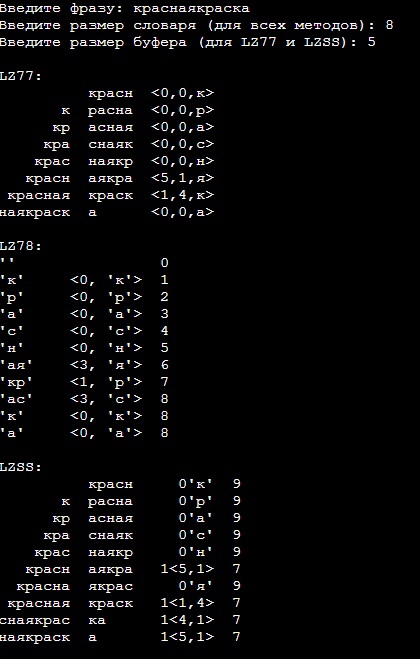 Введите фразу: краснаякраска
Введите размер словаря (для всех методов): 8
Введите размер буфера (для LZ77 и LZSS): 5
LZ77:
красн <0,0,к>
к расна <0,0,р>
кр асная <0,0,а>
кра снаяк <0,0,с>
крас наякр <0,0,н>
красн аякра <5,1,я>
красная краск <1,4,к>
наякраск а <0,0,а>
LZ78:
'' 0
'к' <0, 'к'> 1
'р' <0, 'р'> 2
'а' <0, 'а'> 3
'с' <0, 'с'> 4
'н' <0, 'н'> 5
'ая' <3, 'я'> 6
'кр' <1, 'р'> 7
'ас' <3, 'с'> 8
'к' <0, 'к'> 8
'а' <0, 'а'> 8
LZSS:
красн 0'к' 9
к расна 0'р' 9
кр асная 0'а' 9
кра снаяк 0'с' 9
крас наякр 0'н' 9
красн аякра 1<5,1> 7
красна якрас 0'я' 9
красная краск 1<1,4> 7
снаякрас ка 1<4,1> 7
наякраск а 1<5,1> 7